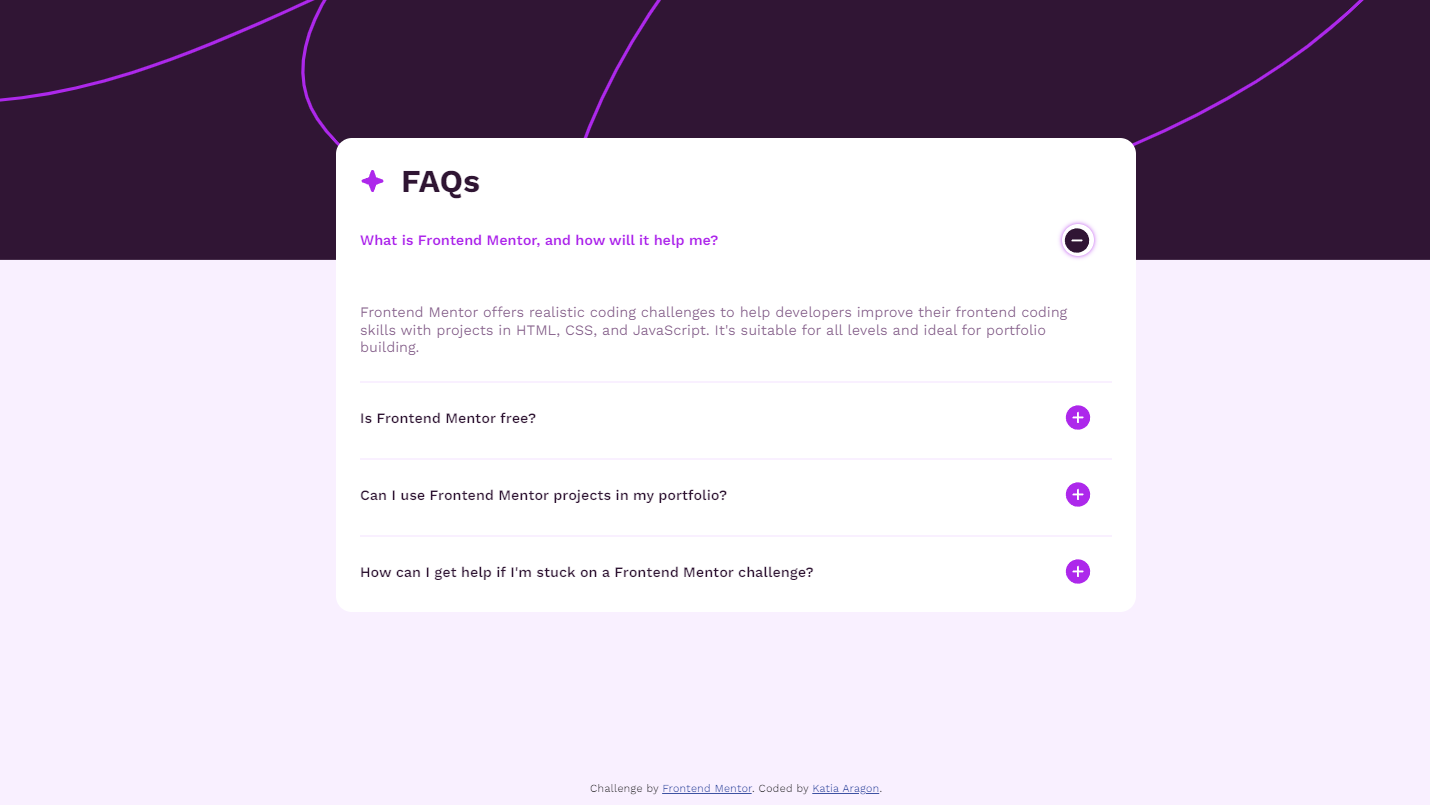 FAQs
What is Frontend Mentor, and how will it help me?
Frontend Mentor offers realistic coding challenges to help developers improve their frontend coding
skills with projects in HTML, CSS, and JavaScript. It's suitable for all levels and ideal for portfolio
building.
Is Frontend Mentor free?
Can I use Frontend Mentor projects in my portfolio?
How can I get help if I'm stuck on a Frontend Mentor challenge?
Challenge by Frontend Mentor. Coded by Katia Aragon.